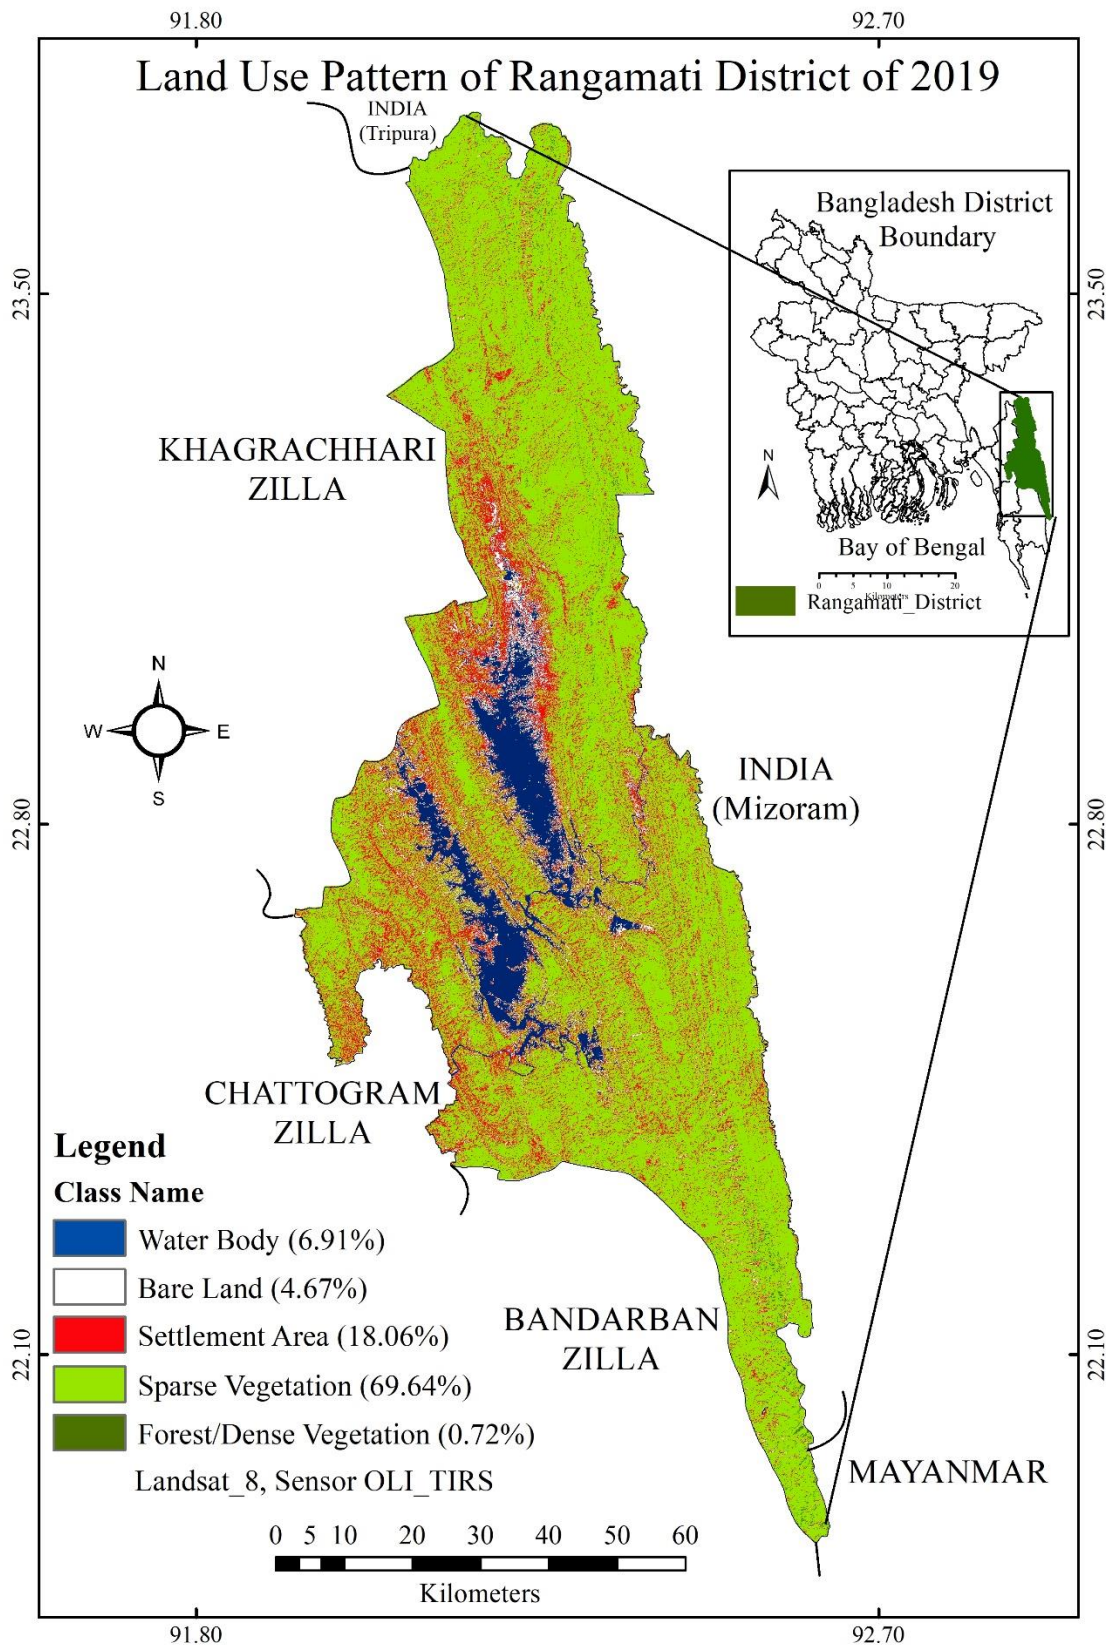 91.80
92.70
Land Use Pattern of Rangamati District of 2019
INDIA
(Tripura)
Bangladesh District
Boundary
23.50
23.50
KHAGRACHHARI
ZILLA
N
Bay of Bengal
0 5 10 20
Kilometers
Rangamati_District
N
W
E
S
INDIA
(Mizoram)
22.80
22.80
CHATTOGRAM
ZILLA
Legend
Class Name
Water Body (6.91%)
Bare Land (4.67%)
Settlement Area (18.06%)
Sparse Vegetation (69.64%)
Forest/Dense Vegetation (0.72%)
Landsat_8, Sensor OLI_TIRS
BANDARBAN
ZILLA
22.10
22.10
MAYANMAR
0 5 10 20 30 40 50 60
Kilometers
91.80
92.70